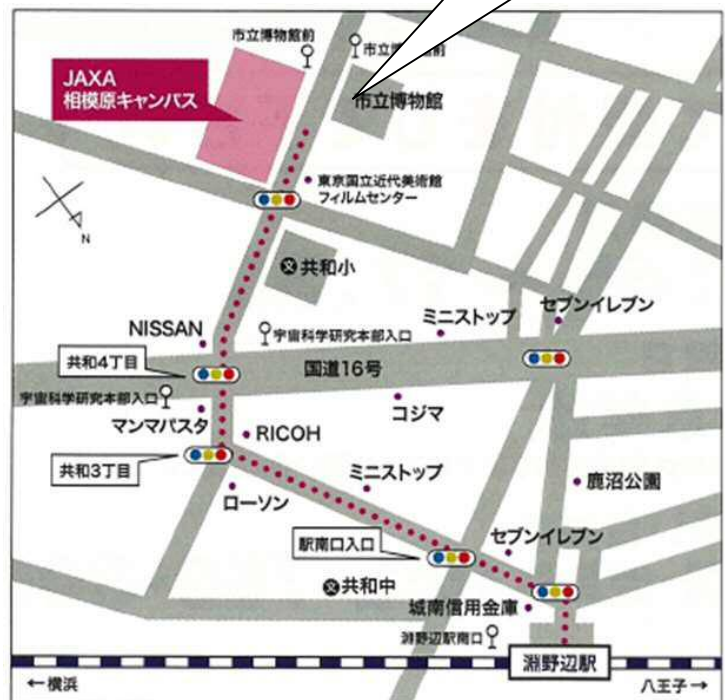 市立博物館前
市立
JAXA
相模原キャンパス
市立博物館
東京国立近代美術館
フィルムセンター
N
文 共和小
セブンイレブン
ミニストップ
NISSAN
宇宙科学研究本部入口
共和4丁目
国道16号
宇宙科学研究本部入口
マンマパスタ
コジマ
RICOH
共和3丁目
ミニストップ
鹿沼公園
ローソン
セブンイレブン
駅南口入口
文 共和中
城南信用金庫
淵野辺駅南口
淵野辺駅
←横浜
八王子→